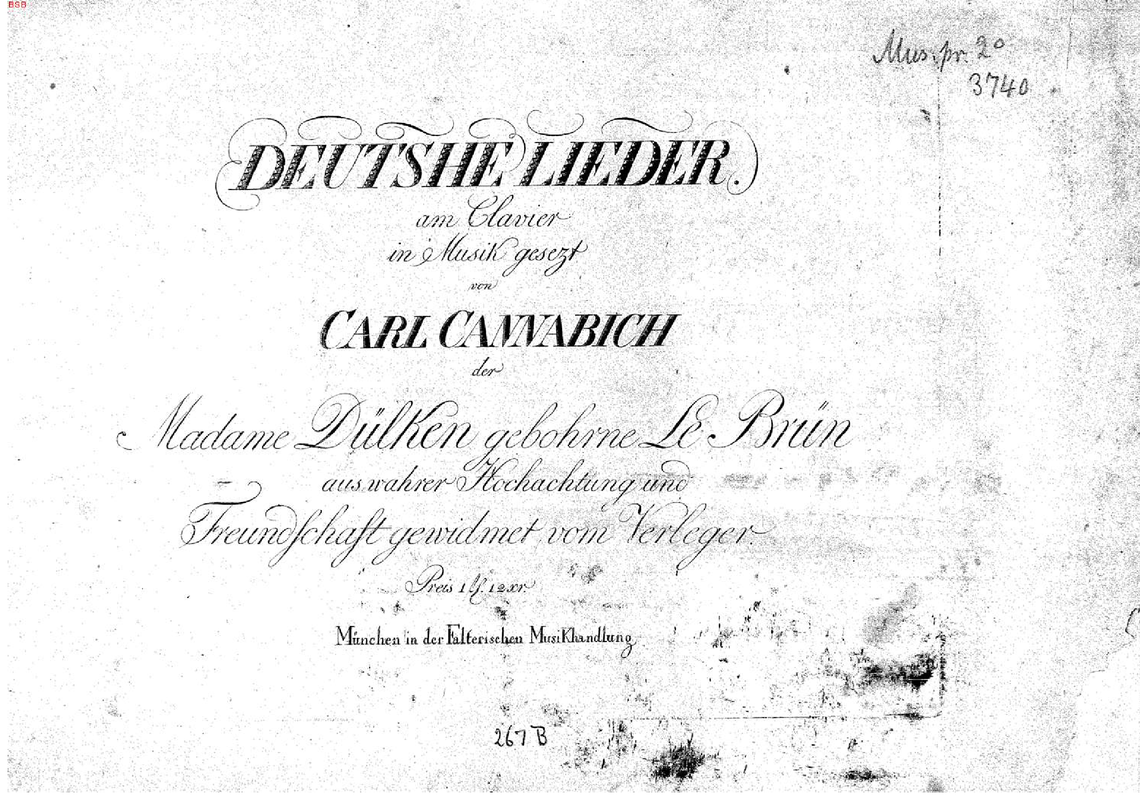 BSB
Mus. pr. 2°
3740
DEUTSHE LIEDER.
am Clavier
in Musik gesezt
von
CARL CANNABICH
der
Madame Dülken gebohrne Le Brün
aus wahrer Hochachtung und
Freundschaft gewidmet vom Verleger.
Preis 1 f. 12 xr.
München in der Falterischen Musikhandlung
267 B